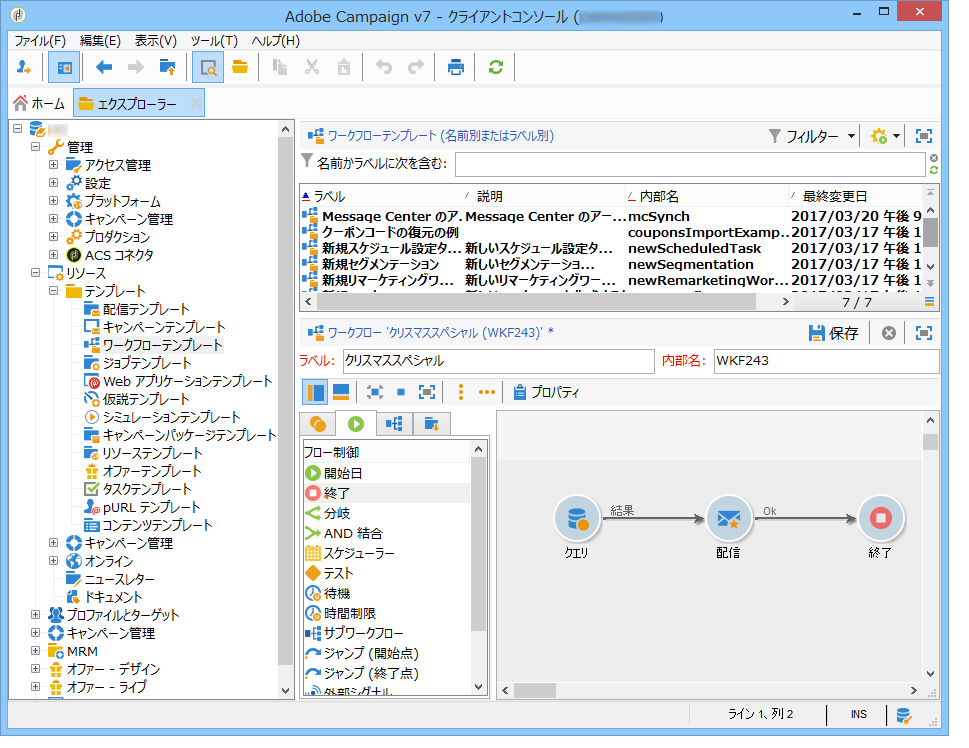 Adobe Campaign v7 - クライアントコンソール (
ファイル(F) 編集(E) 表示(V) ツール(T) ヘルプ(H)
ホーム エクスプローラー
管理
アクセス管理
設定
プラットフォーム
キャンペーン管理
プロダクション
ACS コネクタ
リソース
テンプレート
配信テンプレート
キャンペーンテンプレート
ワークフローテンプレート
ジョブテンプレート
Web アプリケーションテンプレート
仮説テンプレート
シミュレーションテンプレート
キャンペーンパッケージテンプレート
リソーステンプレート
オファーテンプレート
タスクテンプレート
pURL テンプレート
コンテンツテンプレート
キャンペーン管理
オンライン
ニュースレター
ドキュメント
プロファイルとターゲット
キャンペーン管理
MRM
オファー - デザイン
オファー - ライブ
ワークフローテンプレート (名前別またはラベル別) フィルター
名前かラベルに次を含む:
ラベル 説明 内部名 最終変更日
Message Center のア... Message Center のアー... mcSynch 2017/03/20 午後 9
クーポンコードの復元の例 couponsImportExamp... 2017/03/17 午後 1
新規スケジュール設定タ... 新しいスケジュール設定タ... newScheduledTask 2017/03/17 午後 1
新規セグメンテーション 新しいセグメンテーショ... newSegmentation 2017/03/17 午後 1
新規リマーケティングワ... 新しいリマーケティングワー... newRemarketingWor... 2017/03/17 午後 1
7 / 7
ワークフロー 'クリスマススペシャル (WKF243)' * 保存
ラベル: クリスマススペシャル 内部名: WKF243
プロパティ
フロー制御
開始日
終了
分岐
AND 結合
スケジューラー
テスト
待機
時間制限
サブワークフロー
ジャンプ (開始点)
ジャンプ (終了点)
外部シグナル
結果 Ok
クエリ 配信 終了
ライン 1、列 2 INS